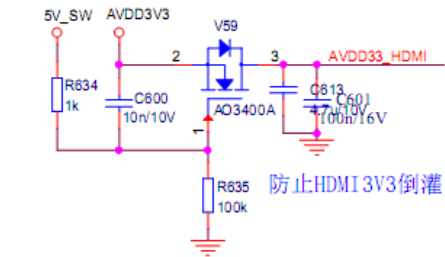 5V_SW AVDD3V3
V59
2
3
AVDD33_HDMI
R634
1k
C600
10n/10V
AO3400A
C613
4.7u/10V
C601
100n/16V
1
R635
100k
防止HDMI3V3倒灌